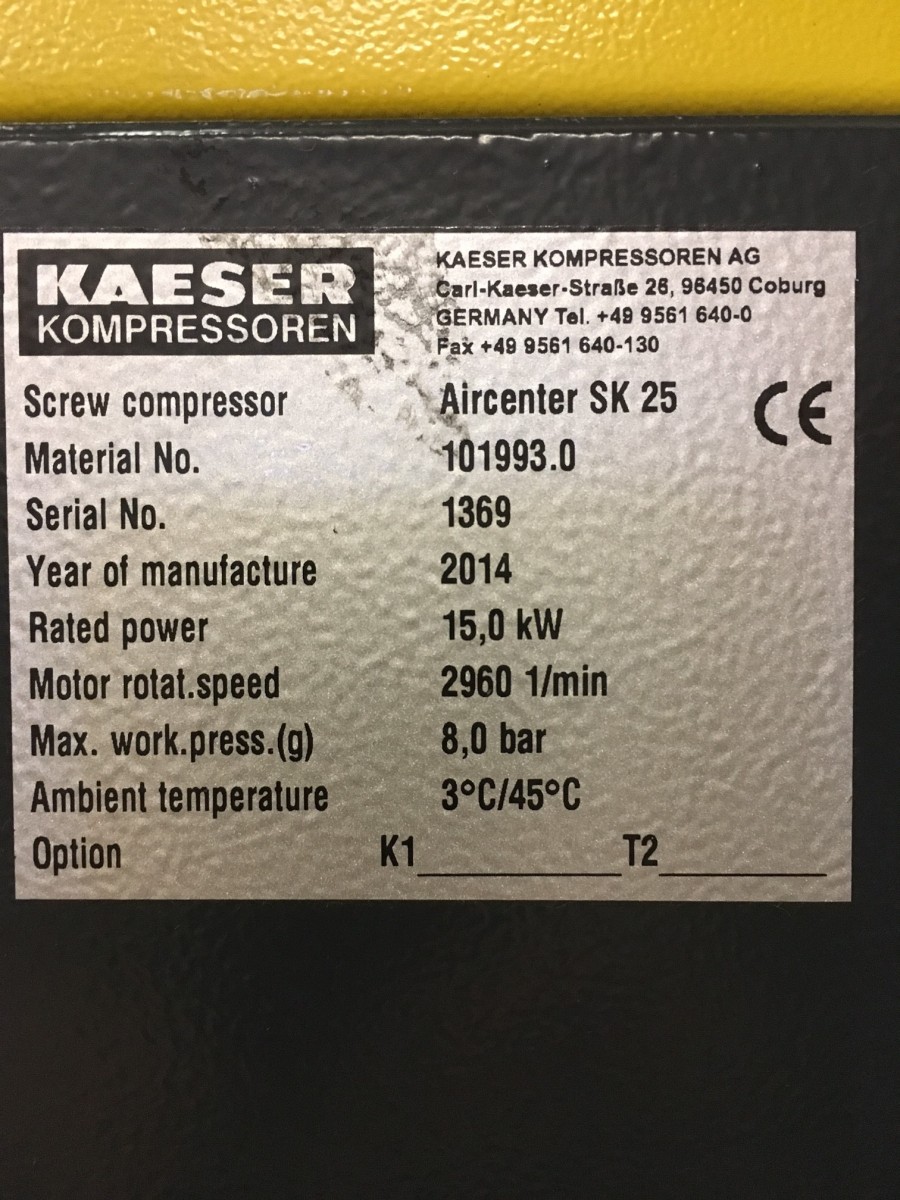 KAESER
KOMPRESSOREN
KAESER KOMPRESSOREN AG
Carl-Kaeser-Straße 26, 96450 Coburg
GERMANY Tel. +49 9561 640-0
Fax +49 9561 640-130
Screw compressor Aircenter SK 25 CE
Material No. 101993.0
Serial No. 1369
Year of manufacture 2014
Rated power 15,0 kW
Motor rotat.speed 2960 1/min
Max. work.press.(g) 8,0 bar
Ambient temperature 3°C/45°C
Option K1 T2